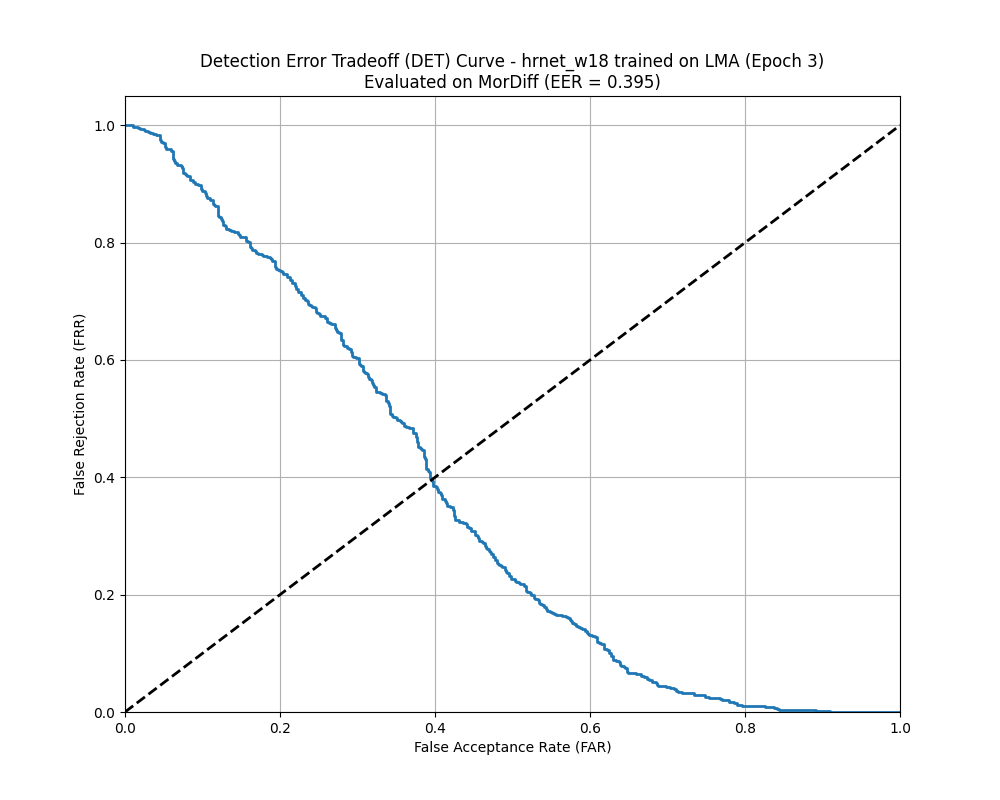 Detection Error Tradeoff (DET) Curve - hrnet_w18 trained on LMA (Epoch 3)
Evaluated on MorDiff (EER = 0.395)
1.0
0.8
0.6
0.4
0.2
0.0
False Rejection Rate (FRR)
0.0 0.2 0.4 0.6 0.8 1.0
False Acceptance Rate (FAR)